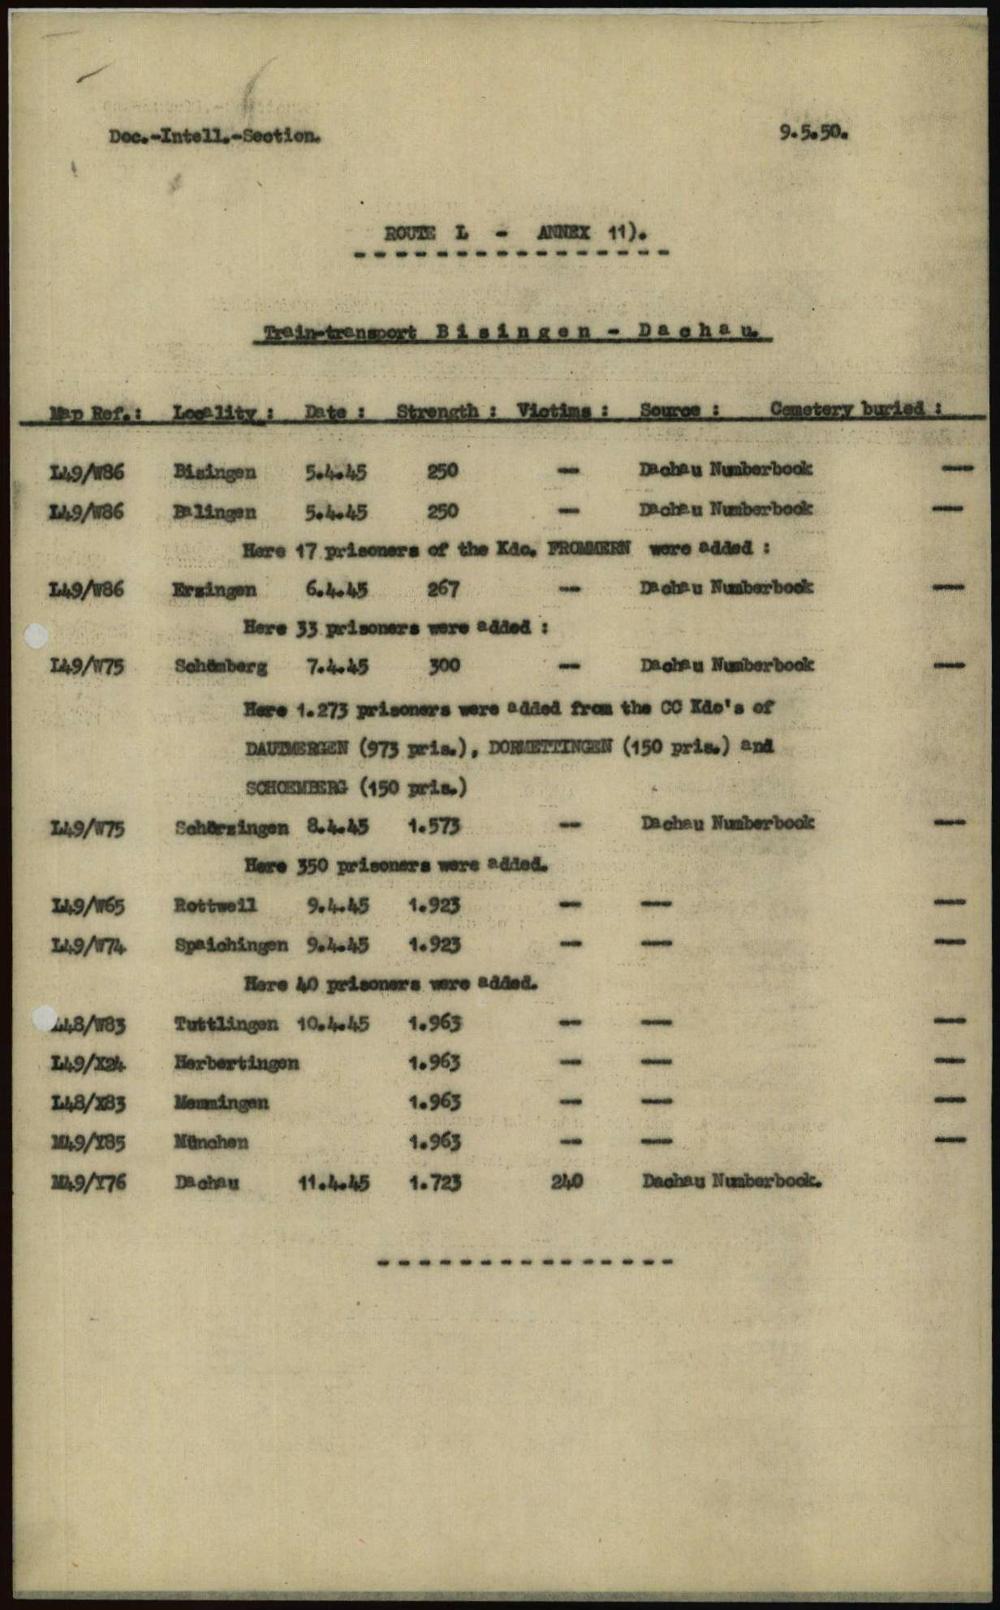 Doc.-Intell.-Section. 9.5.50.
ROUTE L - ANNEX 11).
- - - - - - - - - - - - - - - -
Train-transport B i s i n g e n - D a c h a u.
Map Ref.: Locality : Date : Strength : Victims : Source : Cemetery buried :
L49/W86 Bisingen 5.4.45 250 -- Dachau Numberbook --
L49/W86 Balingen 5.4.45 250 -- Dachau Numberbook --
Here 17 prisoners of the Kdo. FROMMERN were added :
L49/W86 Erzingen 6.4.45 267 -- Dachau Numberbook --
Here 33 prisoners were added :
L49/W75 Schömberg 7.4.45 300 -- Dachau Numberbook --
Here 1.273 prisoners were added from the CC Kdo's of
DAUTMERGEN (973 pris.), DORMETTINGEN (150 pris.) and
SCHOEMBERG (150 pris.)
L49/W75 Schörzingen 8.4.45 1.573 -- Dachau Numberbook --
Here 350 prisoners were added.
L49/W65 Rottweil 9.4.45 1.923 -- -- --
L49/W74 Spaichingen 9.4.45 1.923 -- -- --
Here 40 prisoners were added.
L48/W83 Tuttlingen 10.4.45 1.963 -- -- --
L49/X24 Herbertingen 1.963 -- -- --
L48/X83 Memmingen 1.963 -- -- --
M49/Y85 München 1.963 -- -- --
M49/Y76 Dachau 11.4.45 1.723 240 Dachau Numberbook.
- - - - - - - - - - - - - - -